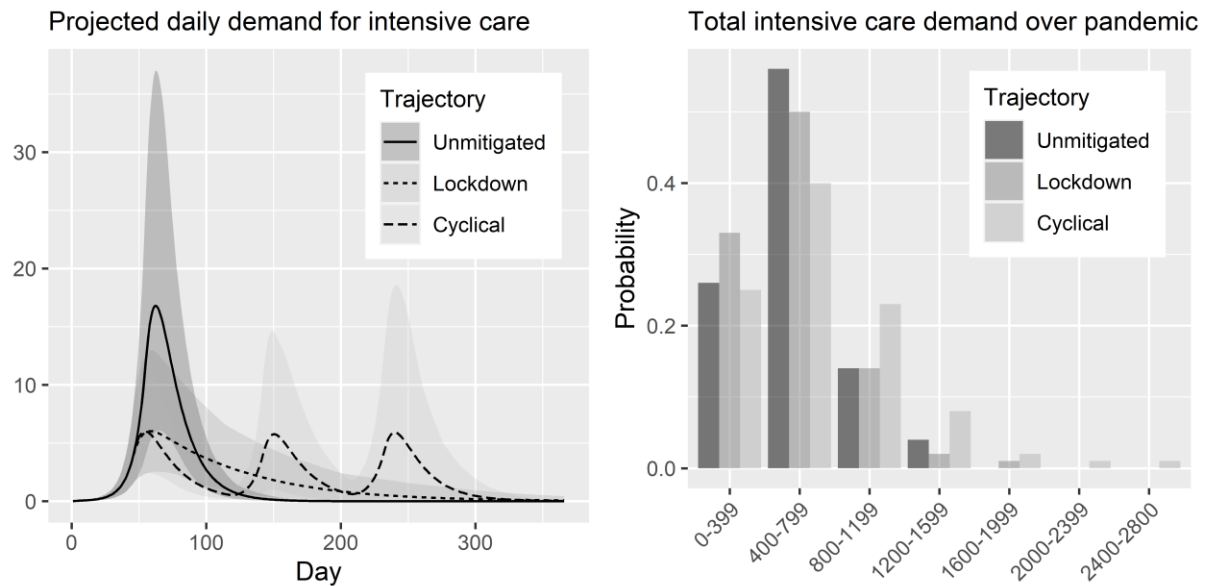 Projected daily demand for intensive care
30
20
10
0
0
100
200
300
Day
Trajectory
Unmitigated
Lockdown
Cyclical
Total intensive care demand over pandemic
Probability
0.4
0.2
0.0
0-399
400-799
800-1199
1200-1599
1600-1999
2000-2399
2400-2800
Trajectory
Unmitigated
Lockdown
Cyclical